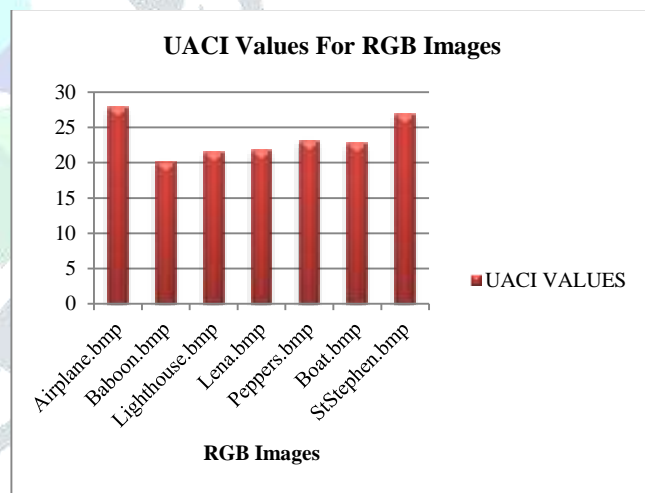 UACI Values For RGB Images
30
25
20
15
10
5
0
UACI VALUES
Airplane.bmp
Baboon.bmp
Lighthouse.bmp
Lena.bmp
Peppers.bmp
Boat.bmp
StStephen.bmp
RGB Images